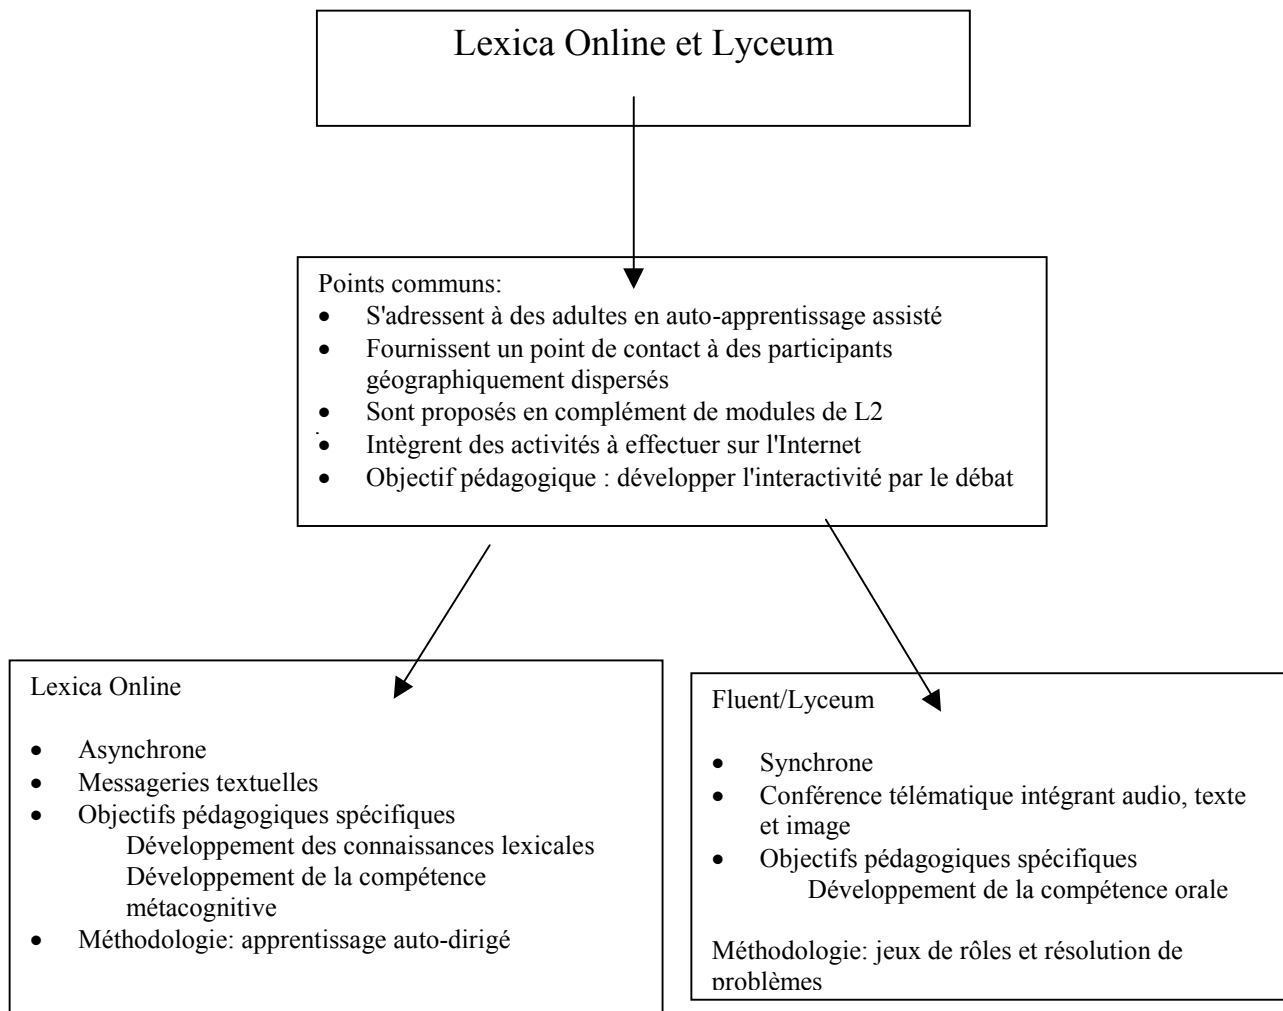 Lexica Online et Lyceum
Points communs:
• S'adressent à des adultes en auto-apprentissage assisté
• Fournissent un point de contact à des participants
géographiquement dispersés
• Sont proposés en complément de modules de L2
• Intègrent des activités à effectuer sur l'Internet
• Objectif pédagogique : développer l'interactivité par le débat
Lexica Online
• Asynchrone
• Messageries textuelles
• Objectifs pédagogiques spécifiques
Développement des connaissances lexicales
Développement de la compétence
métacognitive
• Méthodologie: apprentissage auto-dirigé
Fluent/Lyceum
• Synchrone
• Conférence télématique intégrant audio, texte
et image
• Objectifs pédagogiques spécifiques
Développement de la compétence orale
Méthodologie: jeux de rôles et résolution de
problèmes